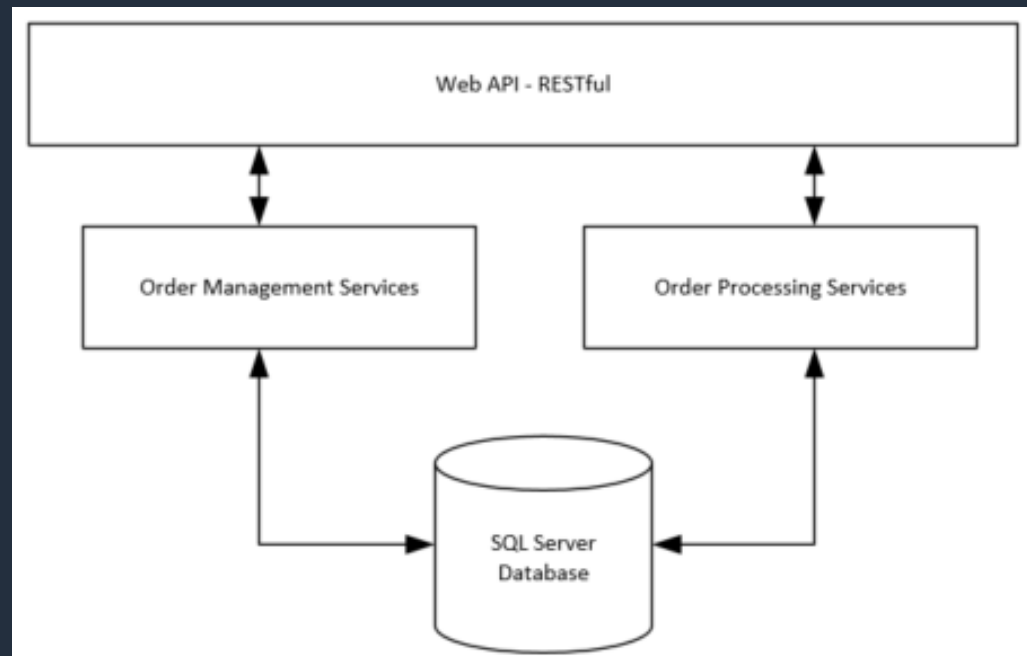 Web API - RESTful
Order Management Services
Order Processing Services
SQL Server
Database